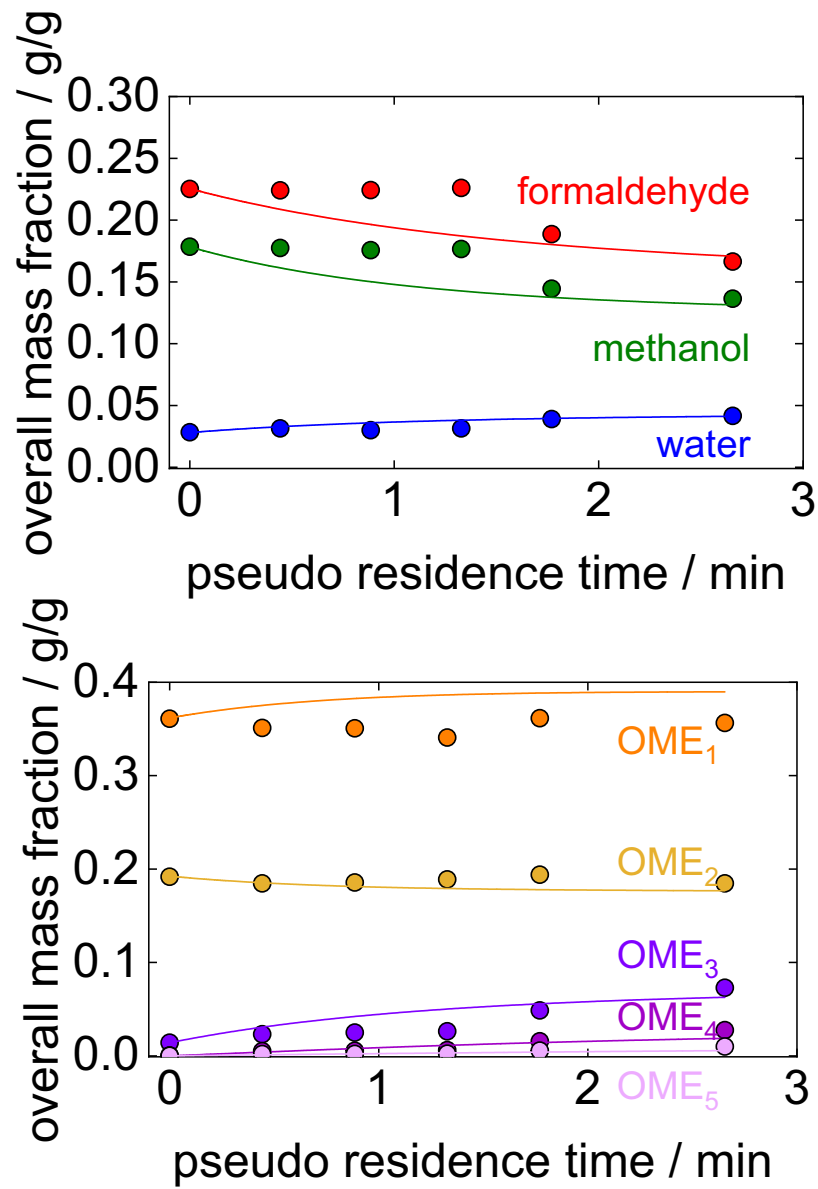 overall mass fraction / g/g
0.30
0.25
0.20
0.15
0.10
0.05
0.00
formaldehyde
methanol
water
0 1 2 3
pseudo residence time / min
overall mass fraction / g/g
0.4
0.3
0.2
0.1
0.0
OME₁
OME₂
OME₃
OME₄
OME₅
0 1 2 3
pseudo residence time / min